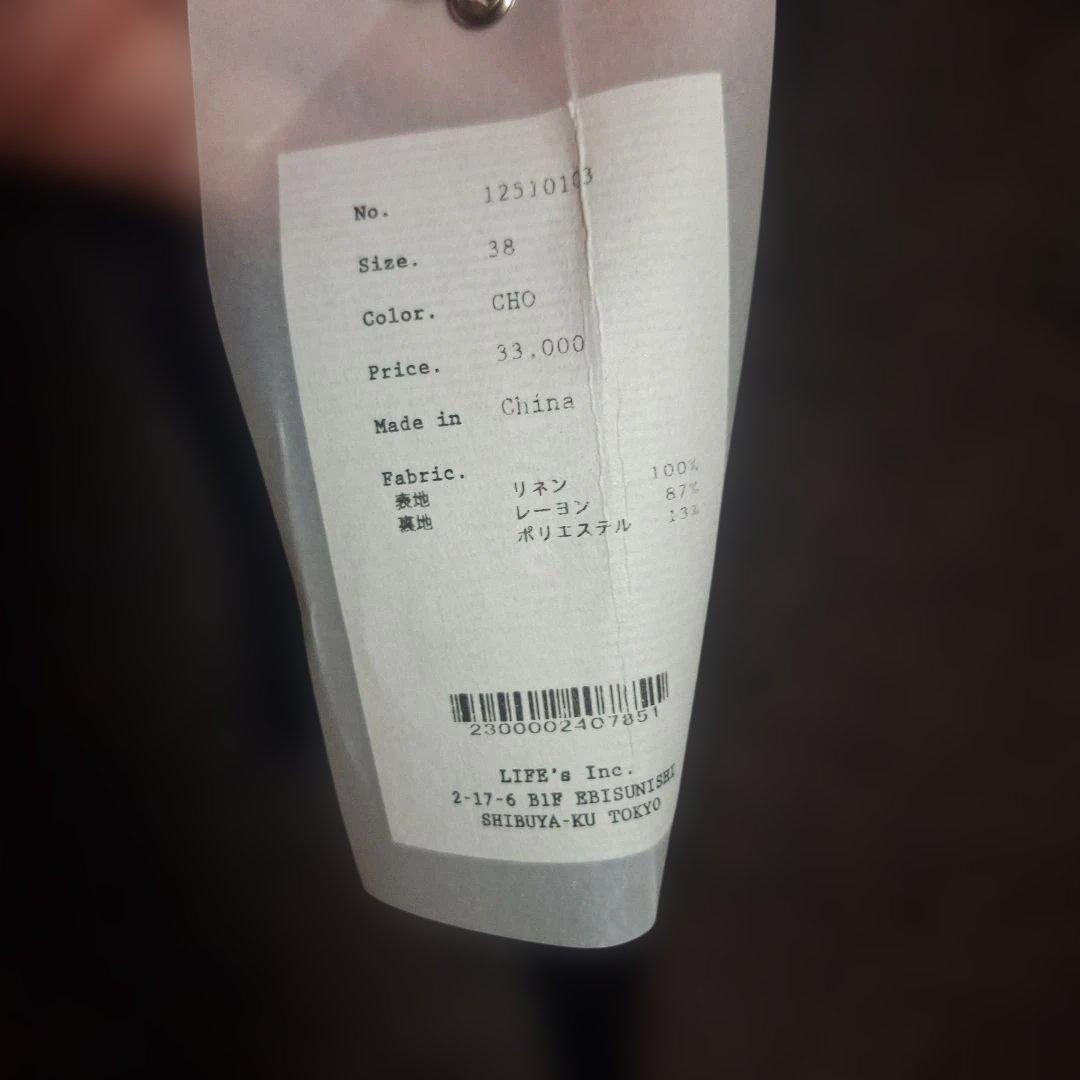 No. 12510103
Size. 38
Color. CHO
Price. 33,000
Made in China
Fabric.
表地 リネン 100%
裏地 レーヨン 87%
ポリエステル 13%
2300002407851
LIFE's Inc.
2-17-6 B1F EBISUNISHI
SHIBUYA-KU TOKYO